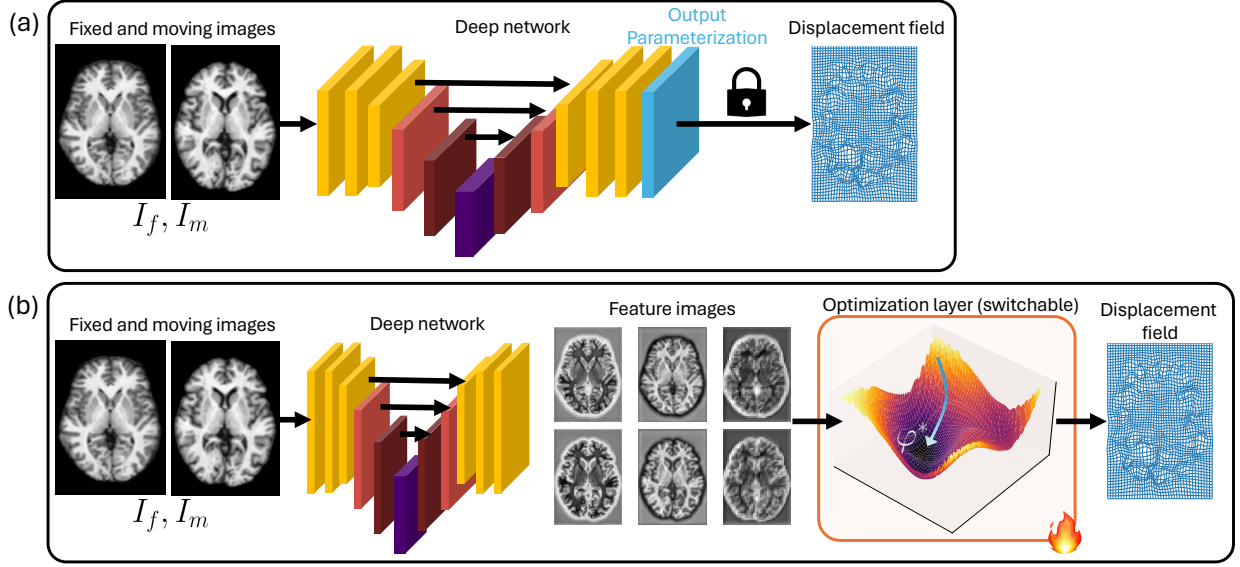 (a)
Fixed and moving images
Deep network
Output
Parameterization
Displacement field
I_f, I_m
(b)
Fixed and moving images
Deep network
Feature images
Optimization layer (switchable)
Displacement
field
φ*
I_f, I_m